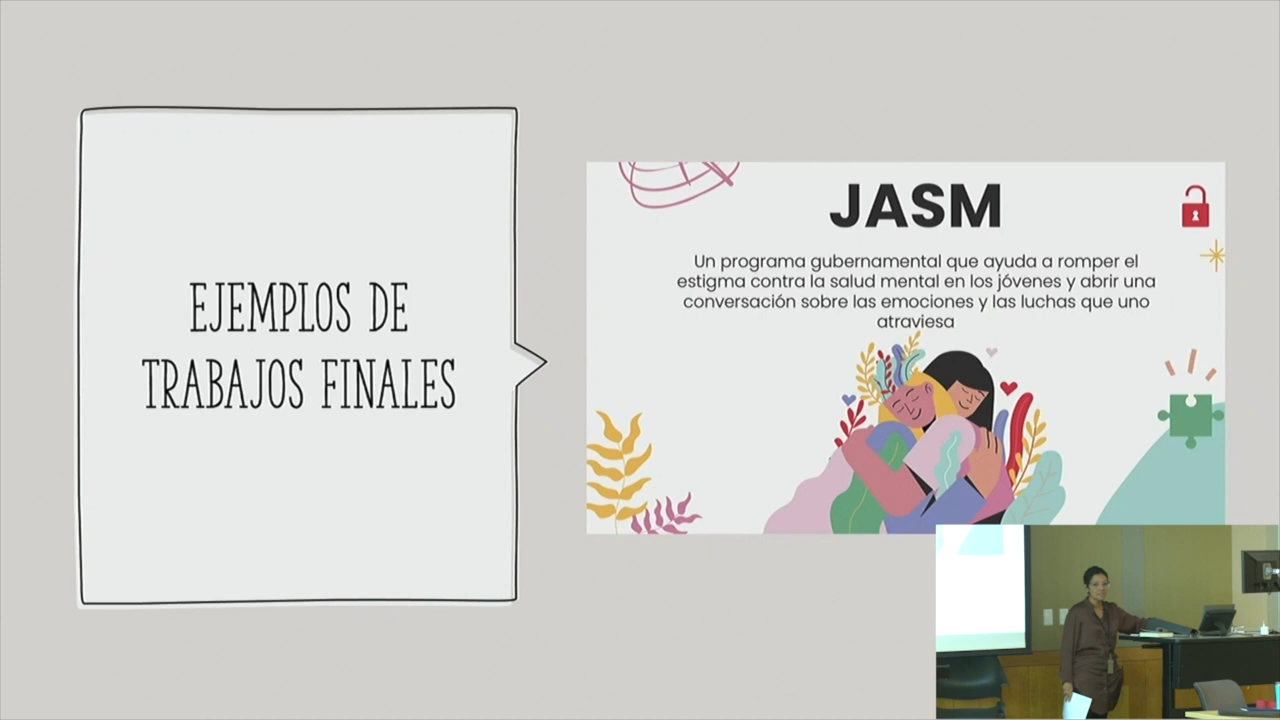 EJEMPLOS DE
TRABAJOS FINALES
JASM
Un programa gubernamental que ayuda a romper el
estigma contra la salud mental en los jóvenes y abrir una
conversación sobre las emociones y las luchas que uno
atraviesa